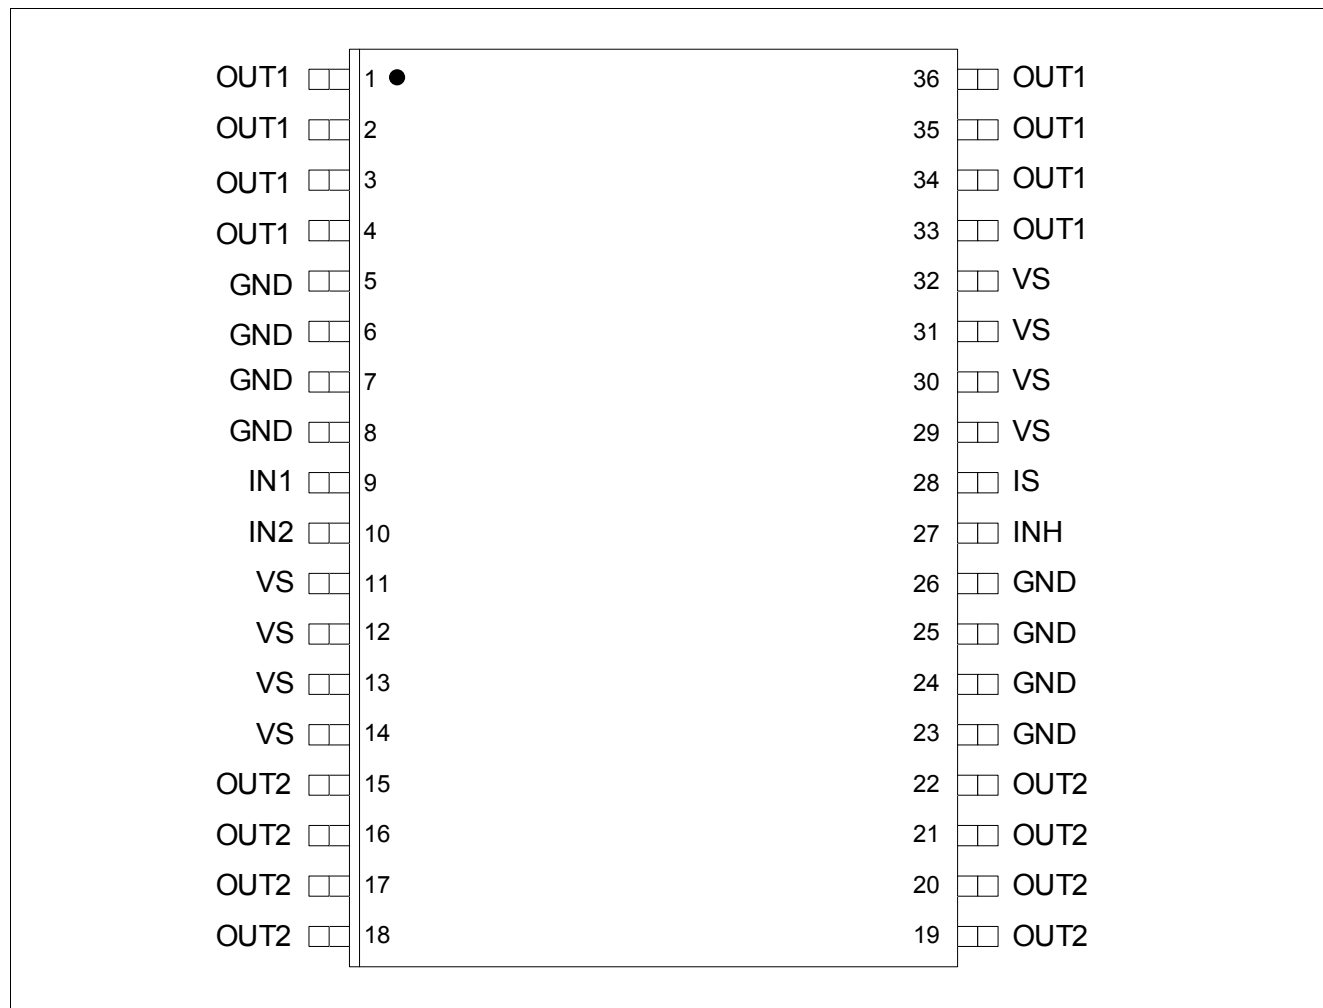 OUT1 1 36 OUT1
OUT1 2 35 OUT1
OUT1 3 34 OUT1
OUT1 4 33 OUT1
GND 5 32 VS
GND 6 31 VS
GND 7 30 VS
GND 8 29 VS
IN1 9 28 IS
IN2 10 27 INH
VS 11 26 GND
VS 12 25 GND
VS 13 24 GND
VS 14 23 GND
OUT2 15 22 OUT2
OUT2 16 21 OUT2
OUT2 17 20 OUT2
OUT2 18 19 OUT2